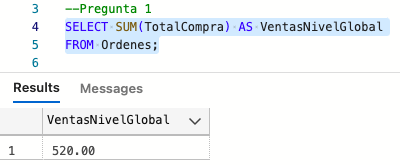 3 --Pregunta 1
4 SELECT SUM(TotalCompra) AS VentasNivelGlobal
5 FROM Ordenes;
6
Results Messages
VentasNivelGlobal
1 520.00